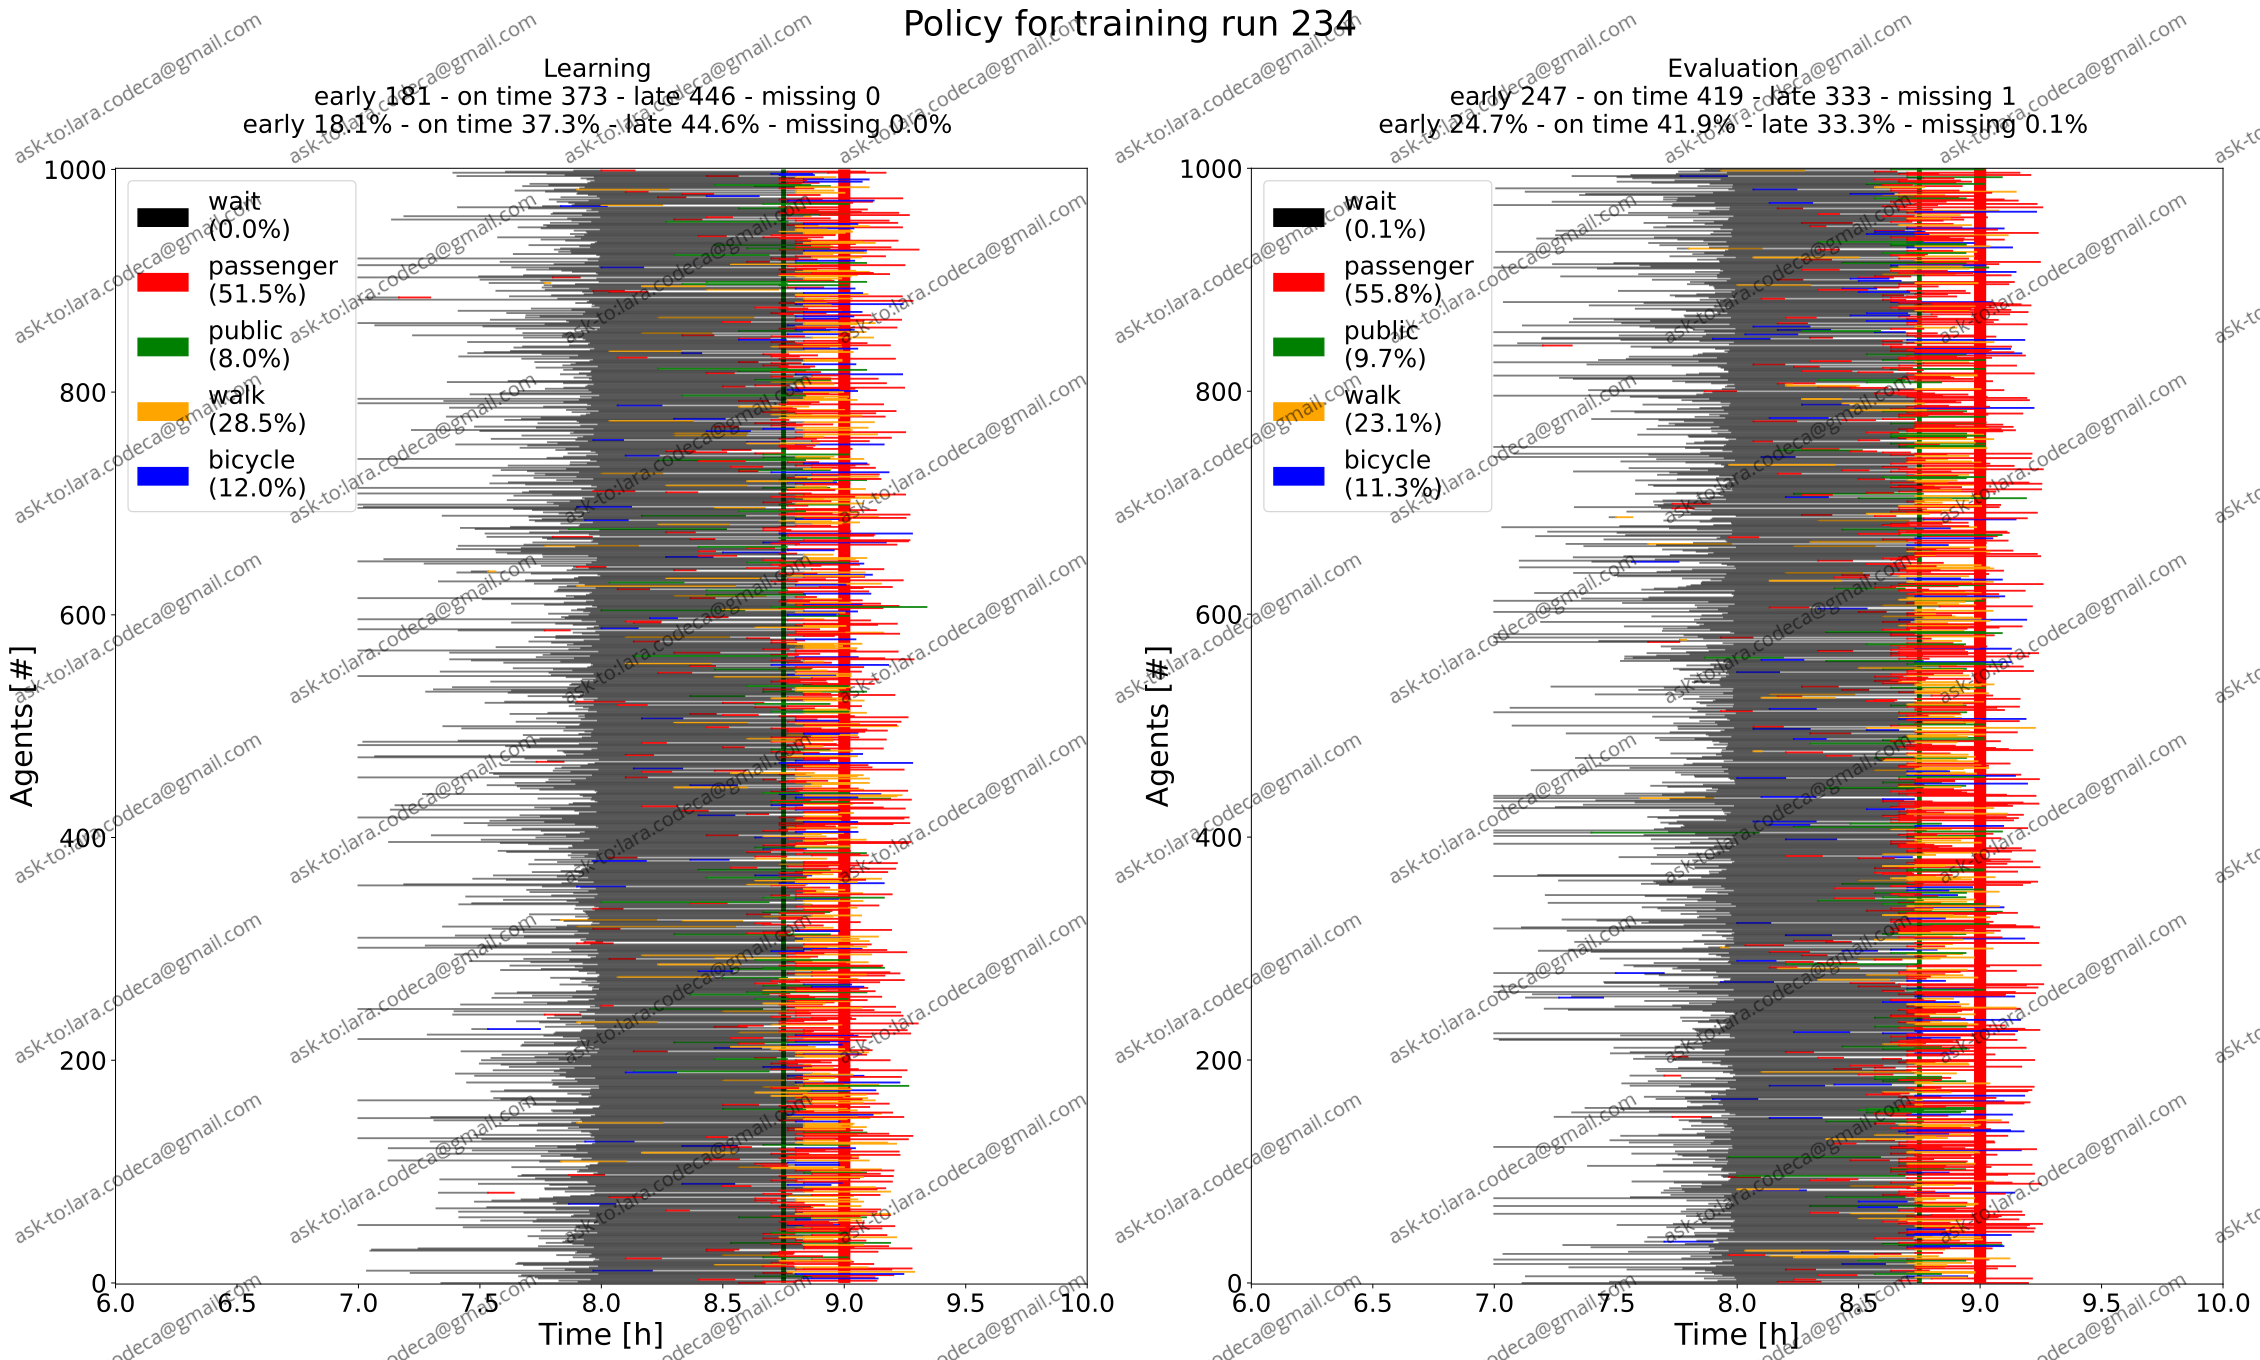 Policy for training run 234
Learning
early 181 - on time 373 - late 446 - missing 0
early 18.1% - on time 37.3% - late 44.6% - missing 0.0%
Evaluation
early 247 - on time 419 - late 333 - missing 1
early 24.7% - on time 41.9% - late 33.3% - missing 0.1%
wait
(0.0%)
passenger
(51.5%)
public
(8.0%)
walk
(28.5%)
bicycle
(12.0%)
wait
(0.1%)
passenger
(55.8%)
public
(9.7%)
walk
(23.1%)
bicycle
(11.3%)
Agents [#]
1000
800
600
400
200
0
6.0 6.5 7.0 7.5 8.0 8.5 9.0 9.5 10.0
Time [h]
Agents [#]
1000
800
600
400
200
0
6.0 6.5 7.0 7.5 8.0 8.5 9.0 9.5 10.0
Time [h]
ask-to:lara.codeca@gmail.com